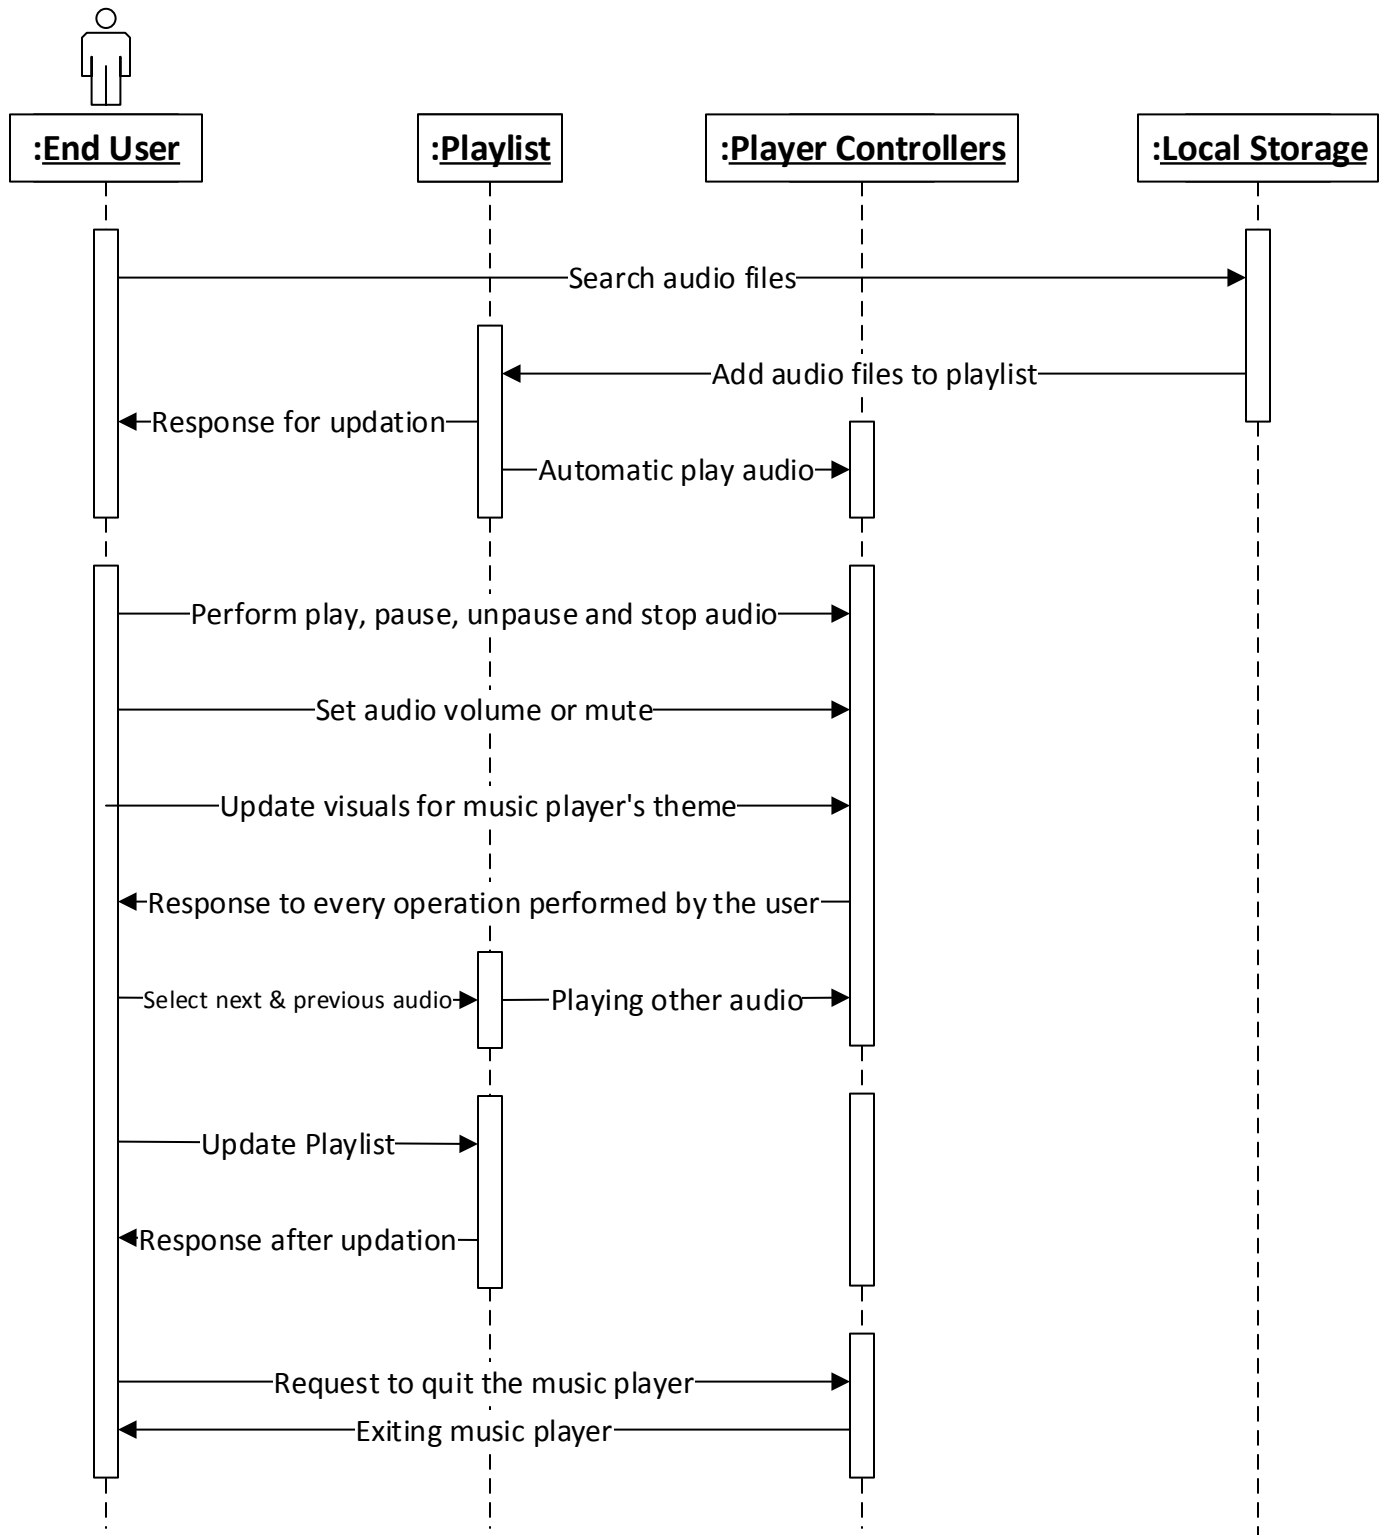 :End User
:Playlist
:Player Controllers
:Local Storage
Search audio files
Add audio files to playlist
Response for updation
Automatic play audio
Perform play, pause, unpause and stop audio
Set audio volume or mute
Update visuals for music player's theme
Response to every operation performed by the user
Select next & previous audio
Playing other audio
Update Playlist
Response after updation
Request to quit the music player
Exiting music player